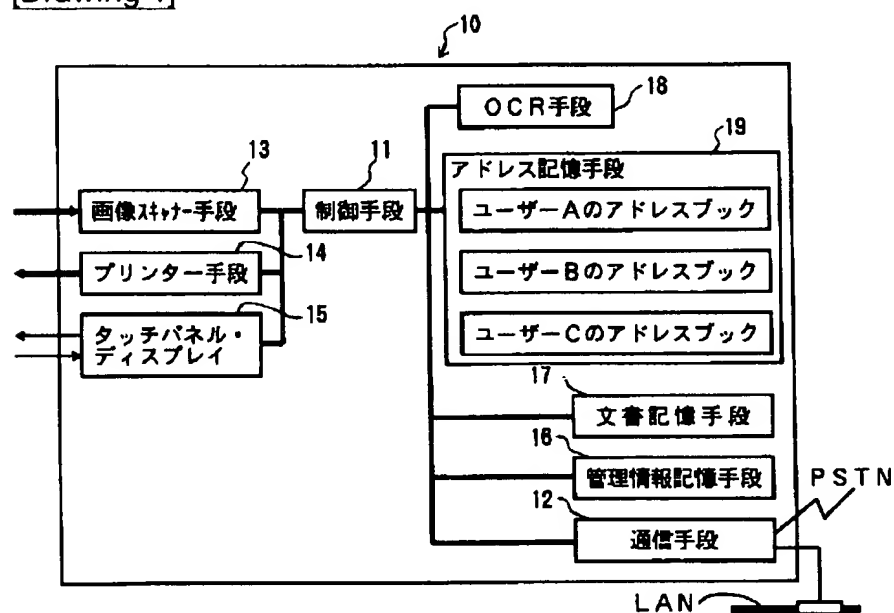 [Drawing 1]
10
OCR手段
18
19
13
11
アドレス記憶手段
画像スキャナー手段
制御手段
ユーザーAのアドレスブック
14
プリンター手段
ユーザーBのアドレスブック
15
タッチパネル・
ディスプレイ
ユーザーCのアドレスブック
17
文書記憶手段
16
管理情報記憶手段
PSTN
12
通信手段
LAN